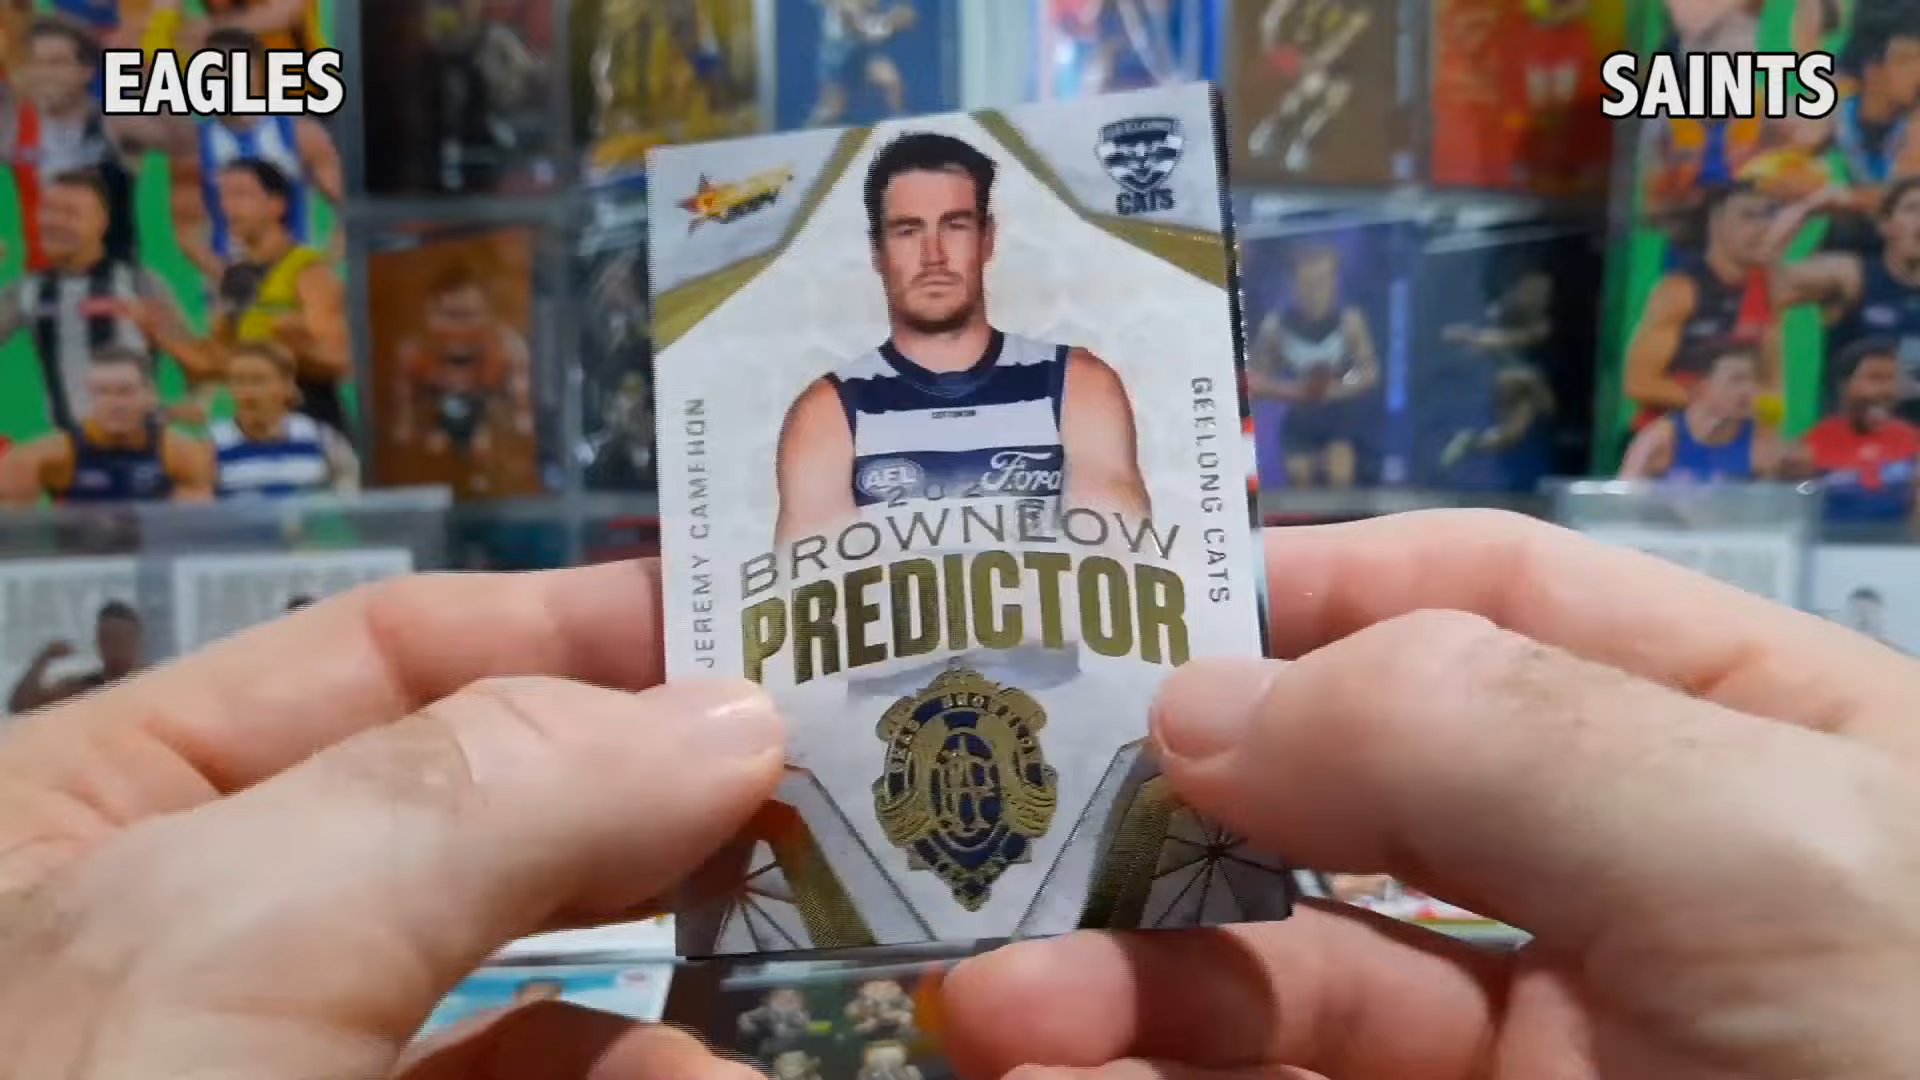 EAGLES
SAINTS
CATS
JEREMY CAMERON
GEELONG CATS
AFL
Ford
BROWNLOW
PREDICTOR